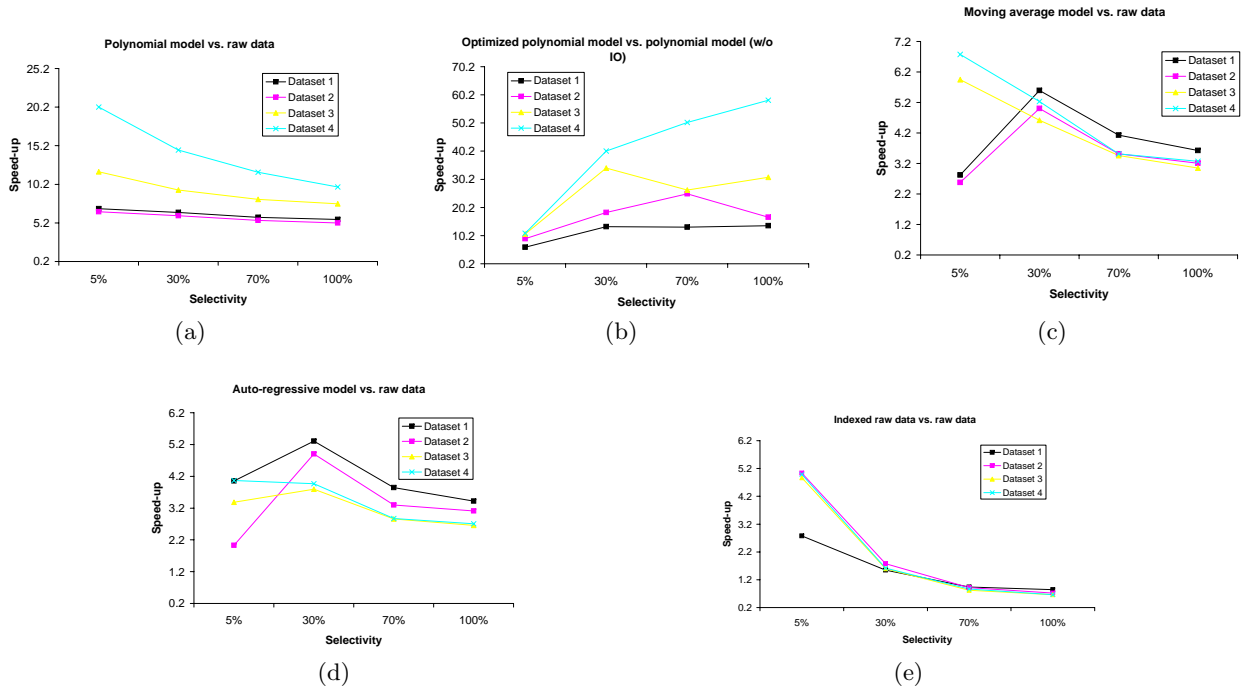 Polynomial model vs. raw data
25.2
20.2
15.2
10.2
5.2
0.2
Speed-up
Dataset 1
Dataset 2
Dataset 3
Dataset 4
5% 30% 70% 100%
Selectivity
(a)
Optimized polynomial model vs. polynomial model (w/o
IO)
70.2
60.2
50.2
40.2
30.2
20.2
10.2
0.2
Speed-up
Dataset 1
Dataset 2
Dataset 3
Dataset 4
5% 30% 70% 100%
Selectivity
(b)
Moving average model vs. raw data
7.2
6.2
5.2
4.2
3.2
2.2
1.2
0.2
Speed-up
Dataset 1
Dataset 2
Dataset 3
Dataset 4
5% 30% 70% 100%
Selectivity
(c)
Auto-regressive model vs. raw data
6.2
5.2
4.2
3.2
2.2
1.2
0.2
Speed-up
Dataset 1
Dataset 2
Dataset 3
Dataset 4
5% 30% 70% 100%
Selectivity
(d)
Indexed raw data vs. raw data
6.2
5.2
4.2
3.2
2.2
1.2
0.2
Speed-up
Dataset 1
Dataset 2
Dataset 3
Dataset 4
5% 30% 70% 100%
Selectivity
(e)